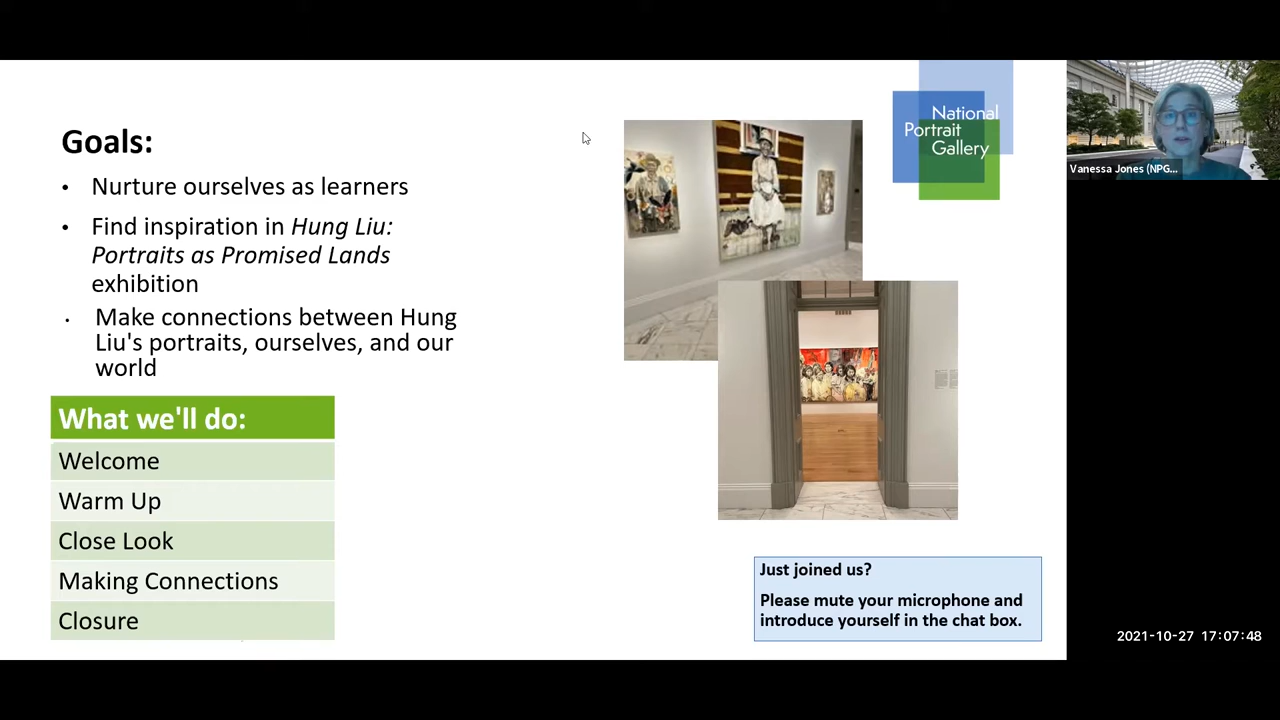 Goals:
• Nurture ourselves as learners
• Find inspiration in Hung Liu:
Portraits as Promised Lands
exhibition
• Make connections between Hung
Liu's portraits, ourselves, and our
world
What we'll do:
Welcome
Warm Up
Close Look
Making Connections
Closure
National
Portrait
Gallery
Just joined us?
Please mute your microphone and
introduce yourself in the chat box.
Vanessa Jones (NPG...
2021-10-27 17:07:48